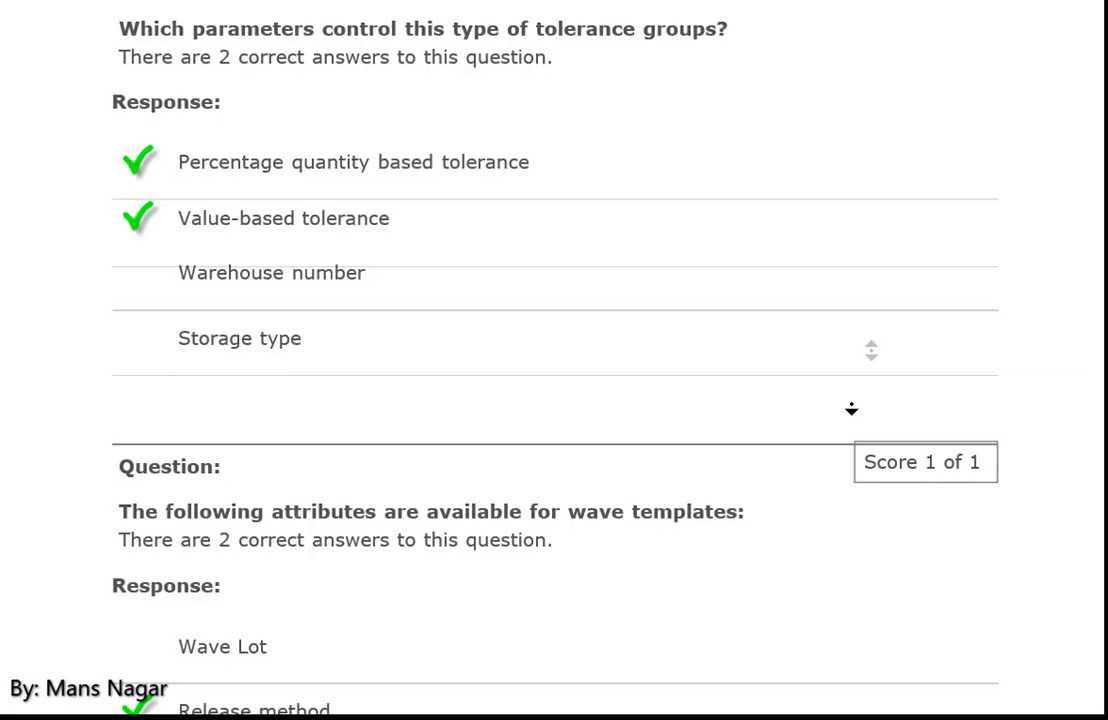 Which parameters control this type of tolerance groups?
There are 2 correct answers to this question.
Response:
Percentage quantity based tolerance
Value-based tolerance
Warehouse number
Storage type
Score 1 of 1
Question:
The following attributes are available for wave templates:
There are 2 correct answers to this question.
Response:
Wave Lot
By: Mans Nagar
Release method